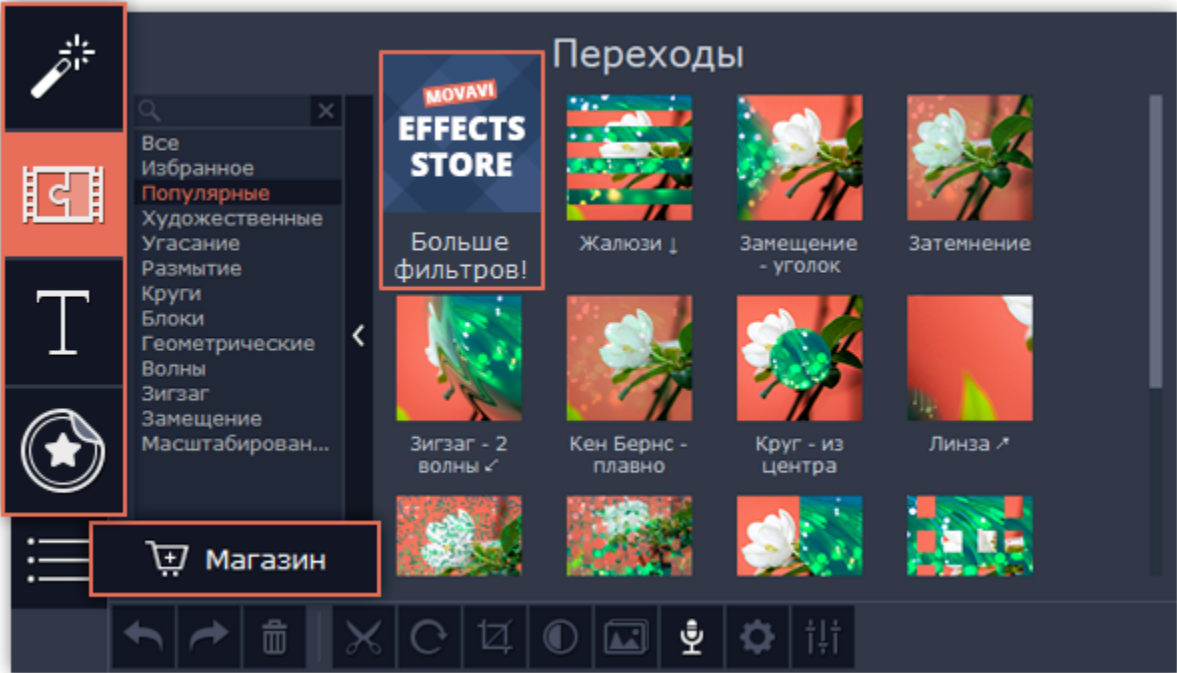 Переходы
MOVAVI
EFFECTS
STORE
Больше
фильтров!
Все
Избранное
Популярные
Художественные
Угасание
Размытие
Круги
Блоки
Геометрические
Волны
Зигзаг
Замещение
Масштабирован...
Жалюзи ↓
Замещение
- уголок
Затемнение
Зигзаг - 2
волны ↙
Кен Бернс -
плавно
Круг - из
центра
Линза ↗
Магазин